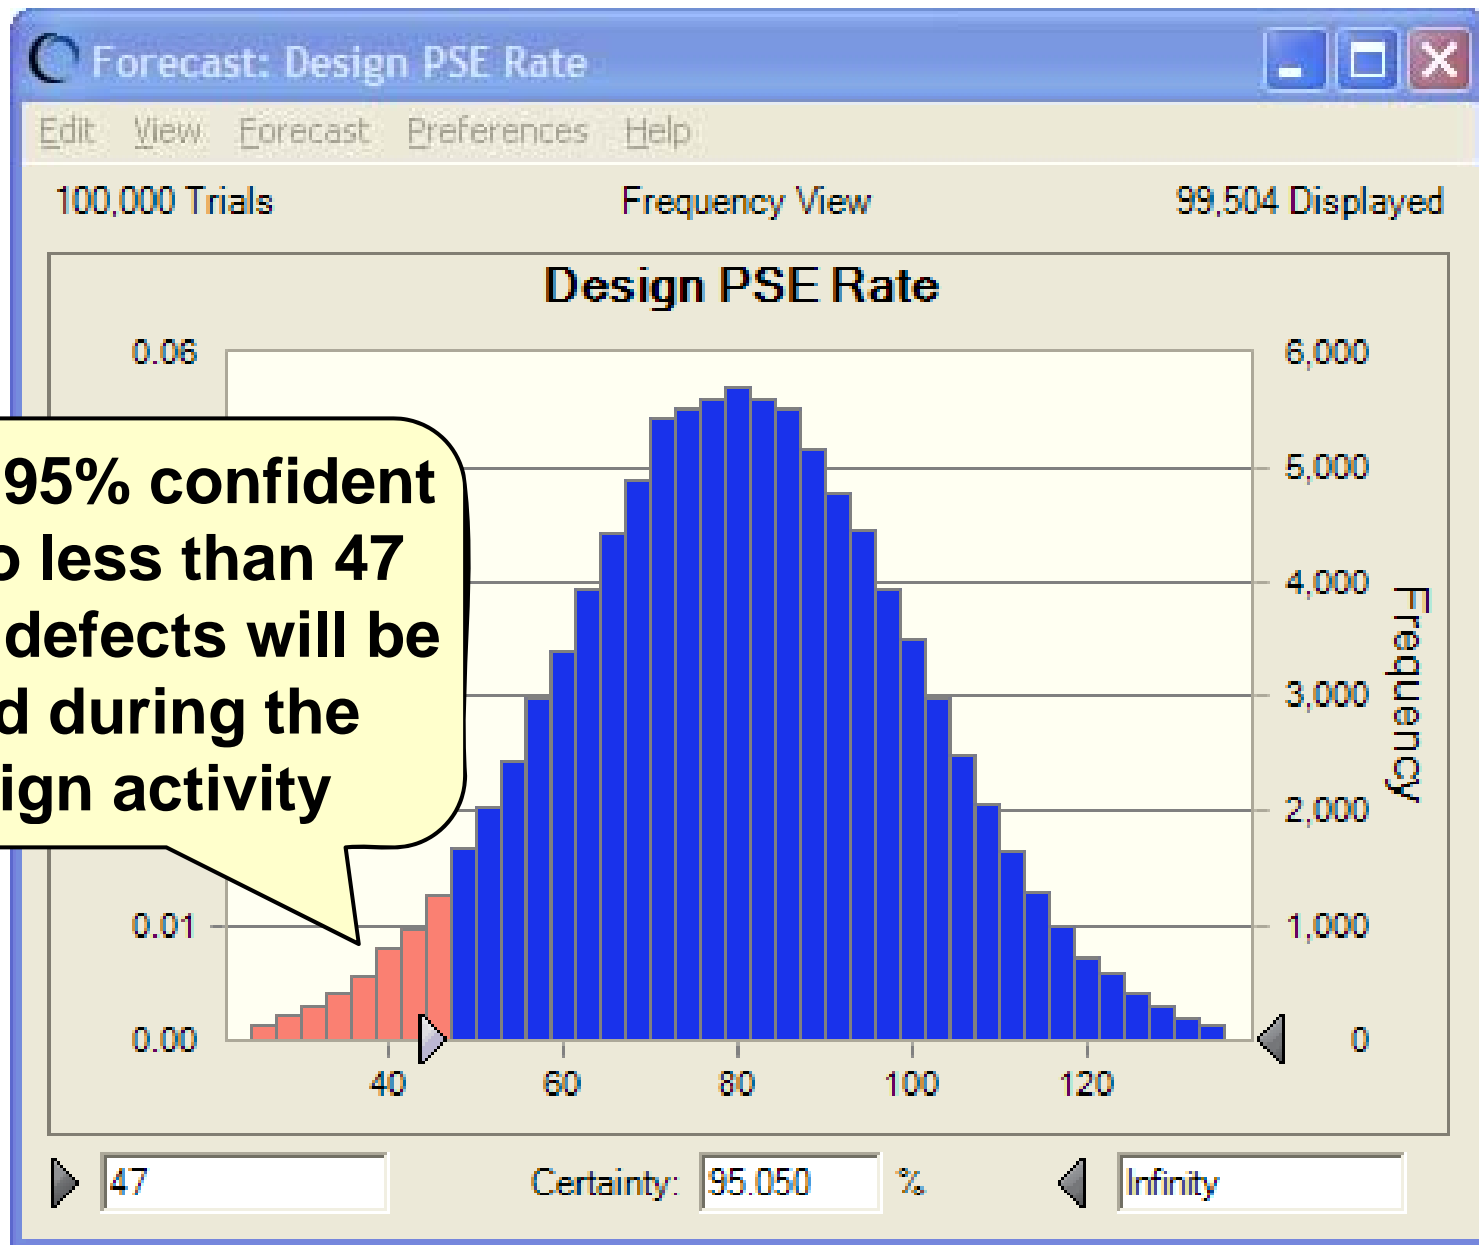 Forecast: Design PSE Rate
Edit View Forecast Preferences Help
100,000 Trials Frequency View 99,504 Displayed
Design PSE Rate
0.06 6,000
95% confident
less than 47
defects will be
during the
activity
5,000
4,000
3,000
2,000
Frequency
0.01 1,000
0.00 0
40 60 80 100 120
47 Certainty: 95.050 % Infinity